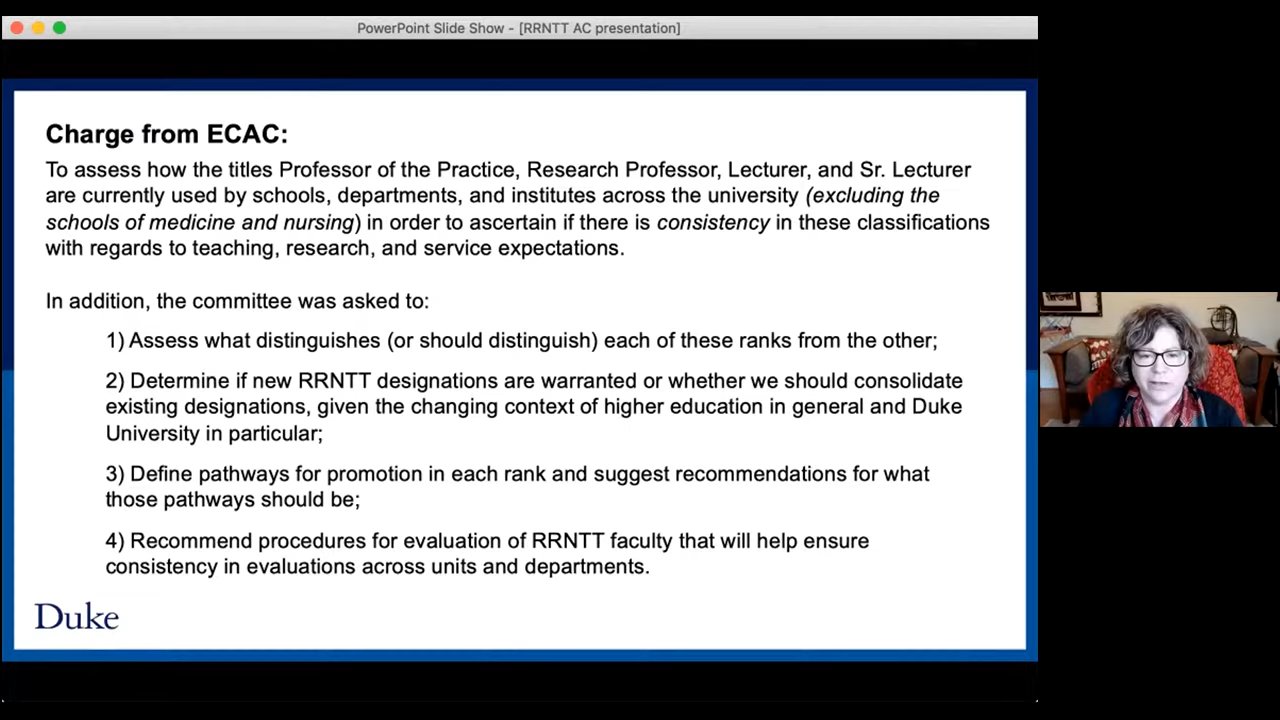 PowerPoint Slide Show - [RRNTT AC presentation]
Charge from ECAC:
To assess how the titles Professor of the Practice, Research Professor, Lecturer, and Sr. Lecturer
are currently used by schools, departments, and institutes across the university (excluding the
schools of medicine and nursing) in order to ascertain if there is consistency in these classifications
with regards to teaching, research, and service expectations.
In addition, the committee was asked to:
1) Assess what distinguishes (or should distinguish) each of these ranks from the other;
2) Determine if new RRNTT designations are warranted or whether we should consolidate
existing designations, given the changing context of higher education in general and Duke
University in particular;
3) Define pathways for promotion in each rank and suggest recommendations for what
those pathways should be;
4) Recommend procedures for evaluation of RRNTT faculty that will help ensure
consistency in evaluations across units and departments.
Duke